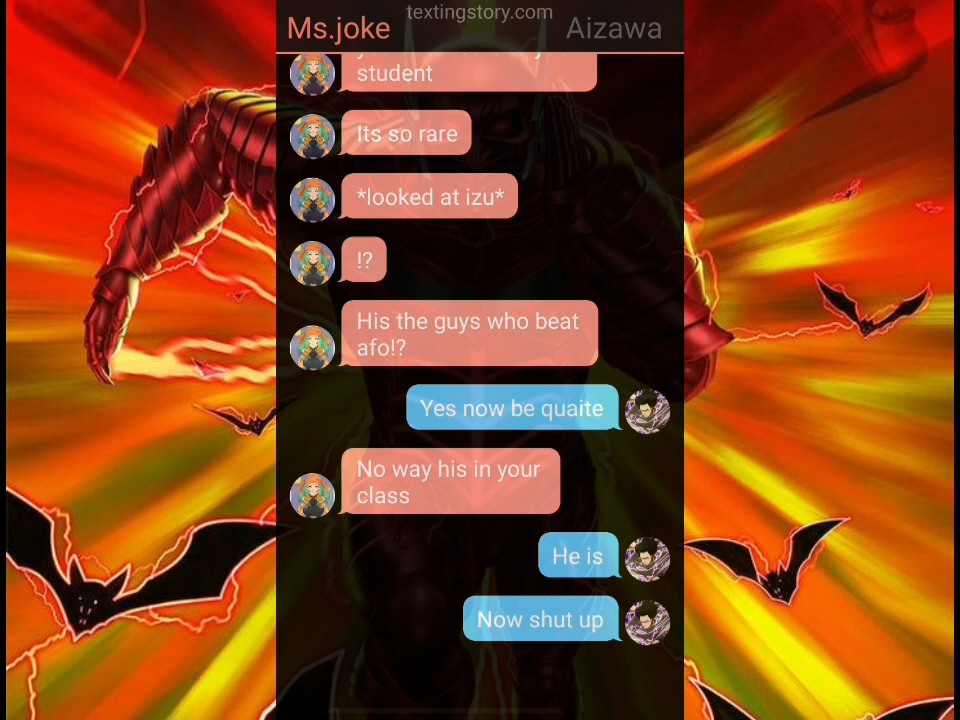 textingstory.com
Ms.joke
Aizawa
student
Its so rare
*looked at izu*
!?
His the guys who beat
afo!?
Yes now be quaite
No way his in your
class
He is
Now shut up